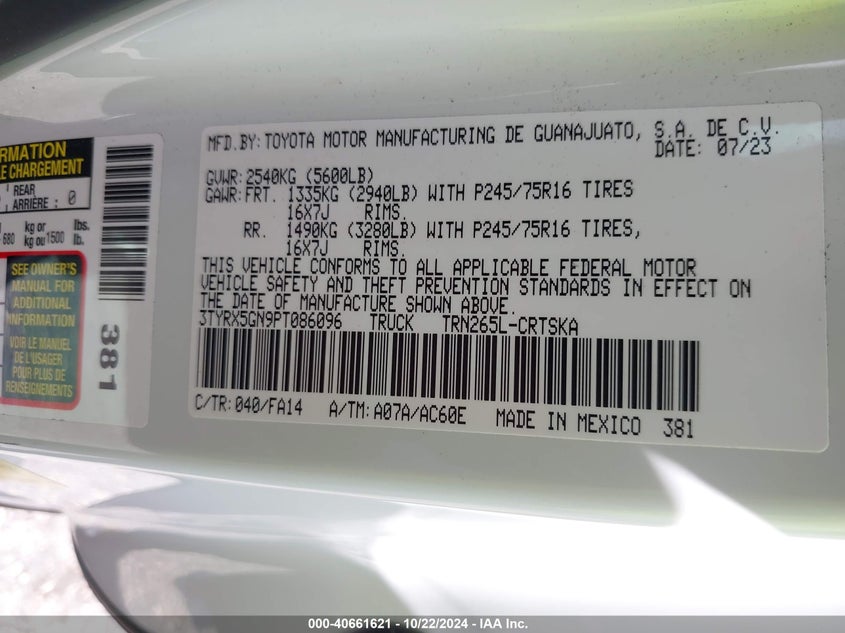 RMATION
E CHARGEMENT
REAR
ARRIÈRE : 0
680 kg or kg ou 1500 lbs. lb.
SEE OWNER'S
MANUAL FOR
ADDITIONAL
INFORMATION
VOIR LE MANUEL
DE L'USAGER
POUR PLUS DE
RENSEIGNEMENTS
381
MFD.BY:TOYOTA MOTOR MANUFACTURING DE GUANAJUATO, S.A. DE C.V.
DATE: 07/23
GVWR:2540KG (5600LB)
GAWR:FRT. 1335KG (2940LB) WITH P245/75R16 TIRES
16X7J RIMS.
RR. 1490KG (3280LB) WITH P245/75R16 TIRES,
16X7J RIMS.
THIS VEHICLE CONFORMS TO ALL APPLICABLE FEDERAL MOTOR
VEHICLE SAFETY AND THEFT PREVENTION STANDARDS IN EFFECT ON
THE DATE OF MANUFACTURE SHOWN ABOVE.
3TYRX5GN9PT086096 TRUCK TRN265L-CRTSKA
C/TR:040/FA14 A/TM:A07A/AC60E MADE IN MEXICO 381
000-40661621 / 10/22/2024 - IAA Inc.